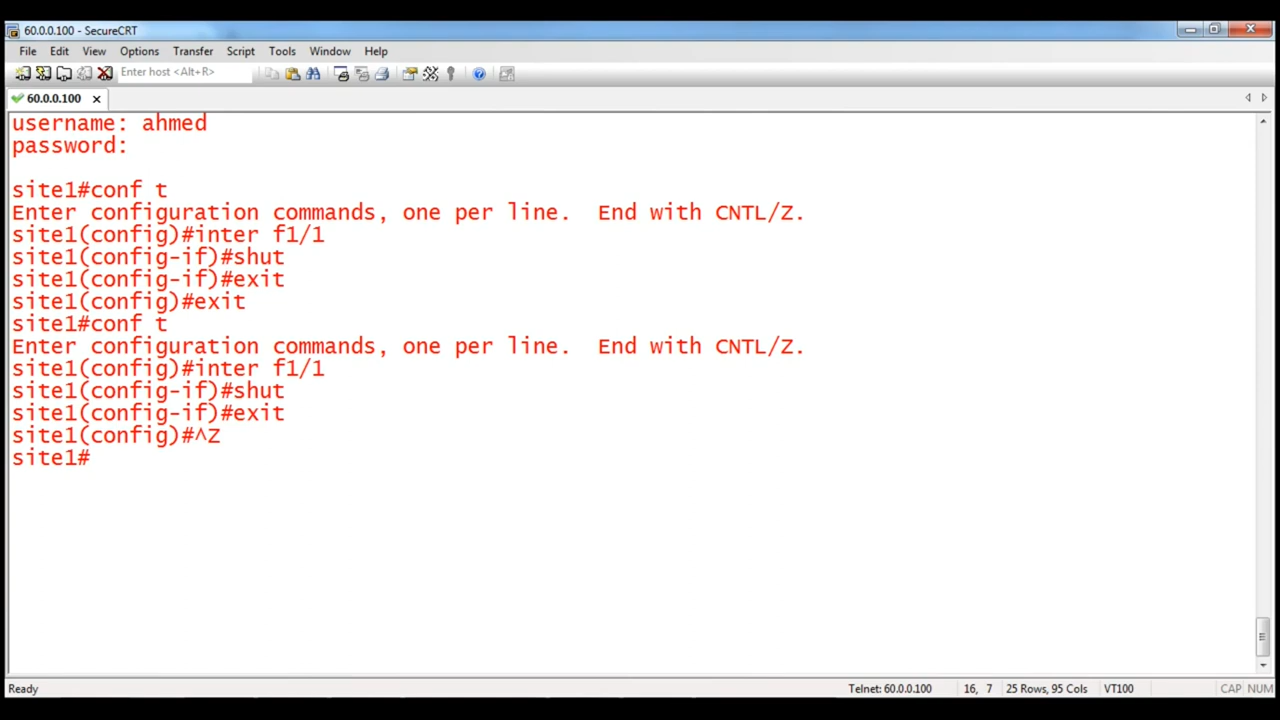 60.0.0.100 - SecureCRT
File Edit View Options Transfer Script Tools Window Help
Enter host <Alt+R>
60.0.0.100
username: ahmed
password:
site1#conf t
Enter configuration commands, one per line.  End with CNTL/Z.
site1(config)#inter f1/1
site1(config-if)#shut
site1(config-if)#exit
site1(config)#exit
site1#conf t
Enter configuration commands, one per line.  End with CNTL/Z.
site1(config)#inter f1/1
site1(config-if)#shut
site1(config-if)#exit
site1(config)#^Z
site1#
Ready Telnet: 60.0.0.100 16, 7 25 Rows, 95 Cols VT100 CAP NUM